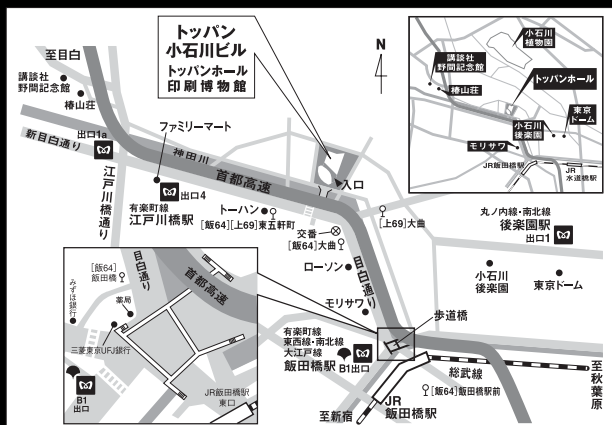 トッパン
小石川ビル
トッパンホール
印刷博物館
N
至目白
講談社
野間記念館
椿山荘
新目白通り
出口1a
江戸川橋通り
ファミリーマート
神田川
首都高速
出口4
有楽町線
江戸川橋駅
トーハン
[飯64][上69]東五軒町
入口
交番
[飯64]大曲
[上69]大曲
目白通り
ローソン
モリサワ
丸ノ内線・南北線
後楽園駅
出口1
小石川
後楽園
東京ドーム
歩道橋
有楽町線
東西線・南北線
大江戸線
飯田橋駅
B1出口
総武線
至秋葉原
JR
飯田橋駅
至新宿
[飯64]飯田橋駅前
小石川
植物園
講談社
野間記念館
椿山荘
トッパンホール
小石川
後楽園
東京
ドーム
モリサワ
JR飯田橋駅
JR
水道橋駅
[飯64]
飯田橋
目白通り
首都高速
みずほ銀行
薬局
三菱東京UFJ銀行
B1
出口
JR飯田橋駅
東口